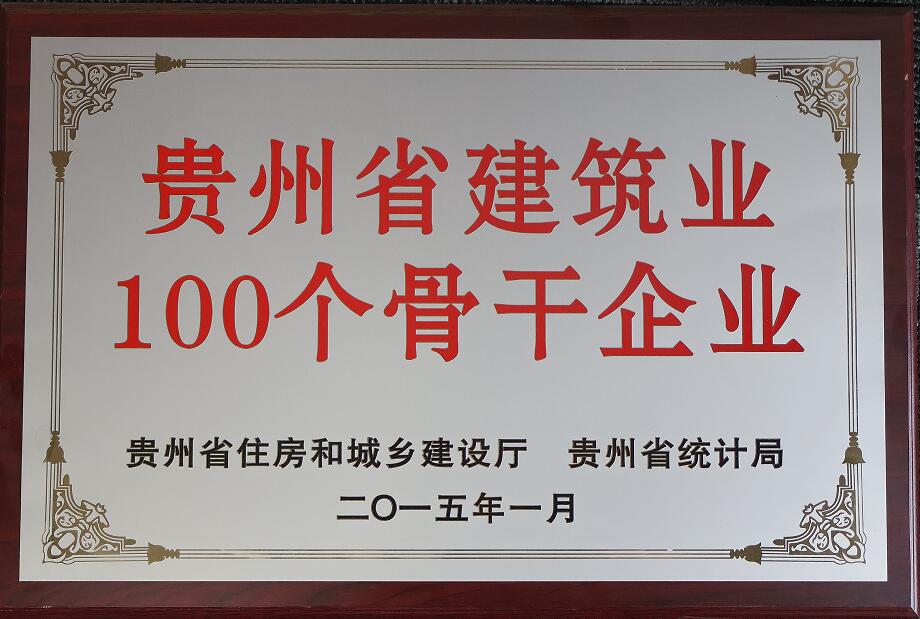 贵州省建筑业
100个骨干企业
贵州省住房和城乡建设厅 贵州省统计局
二〇一五年一月